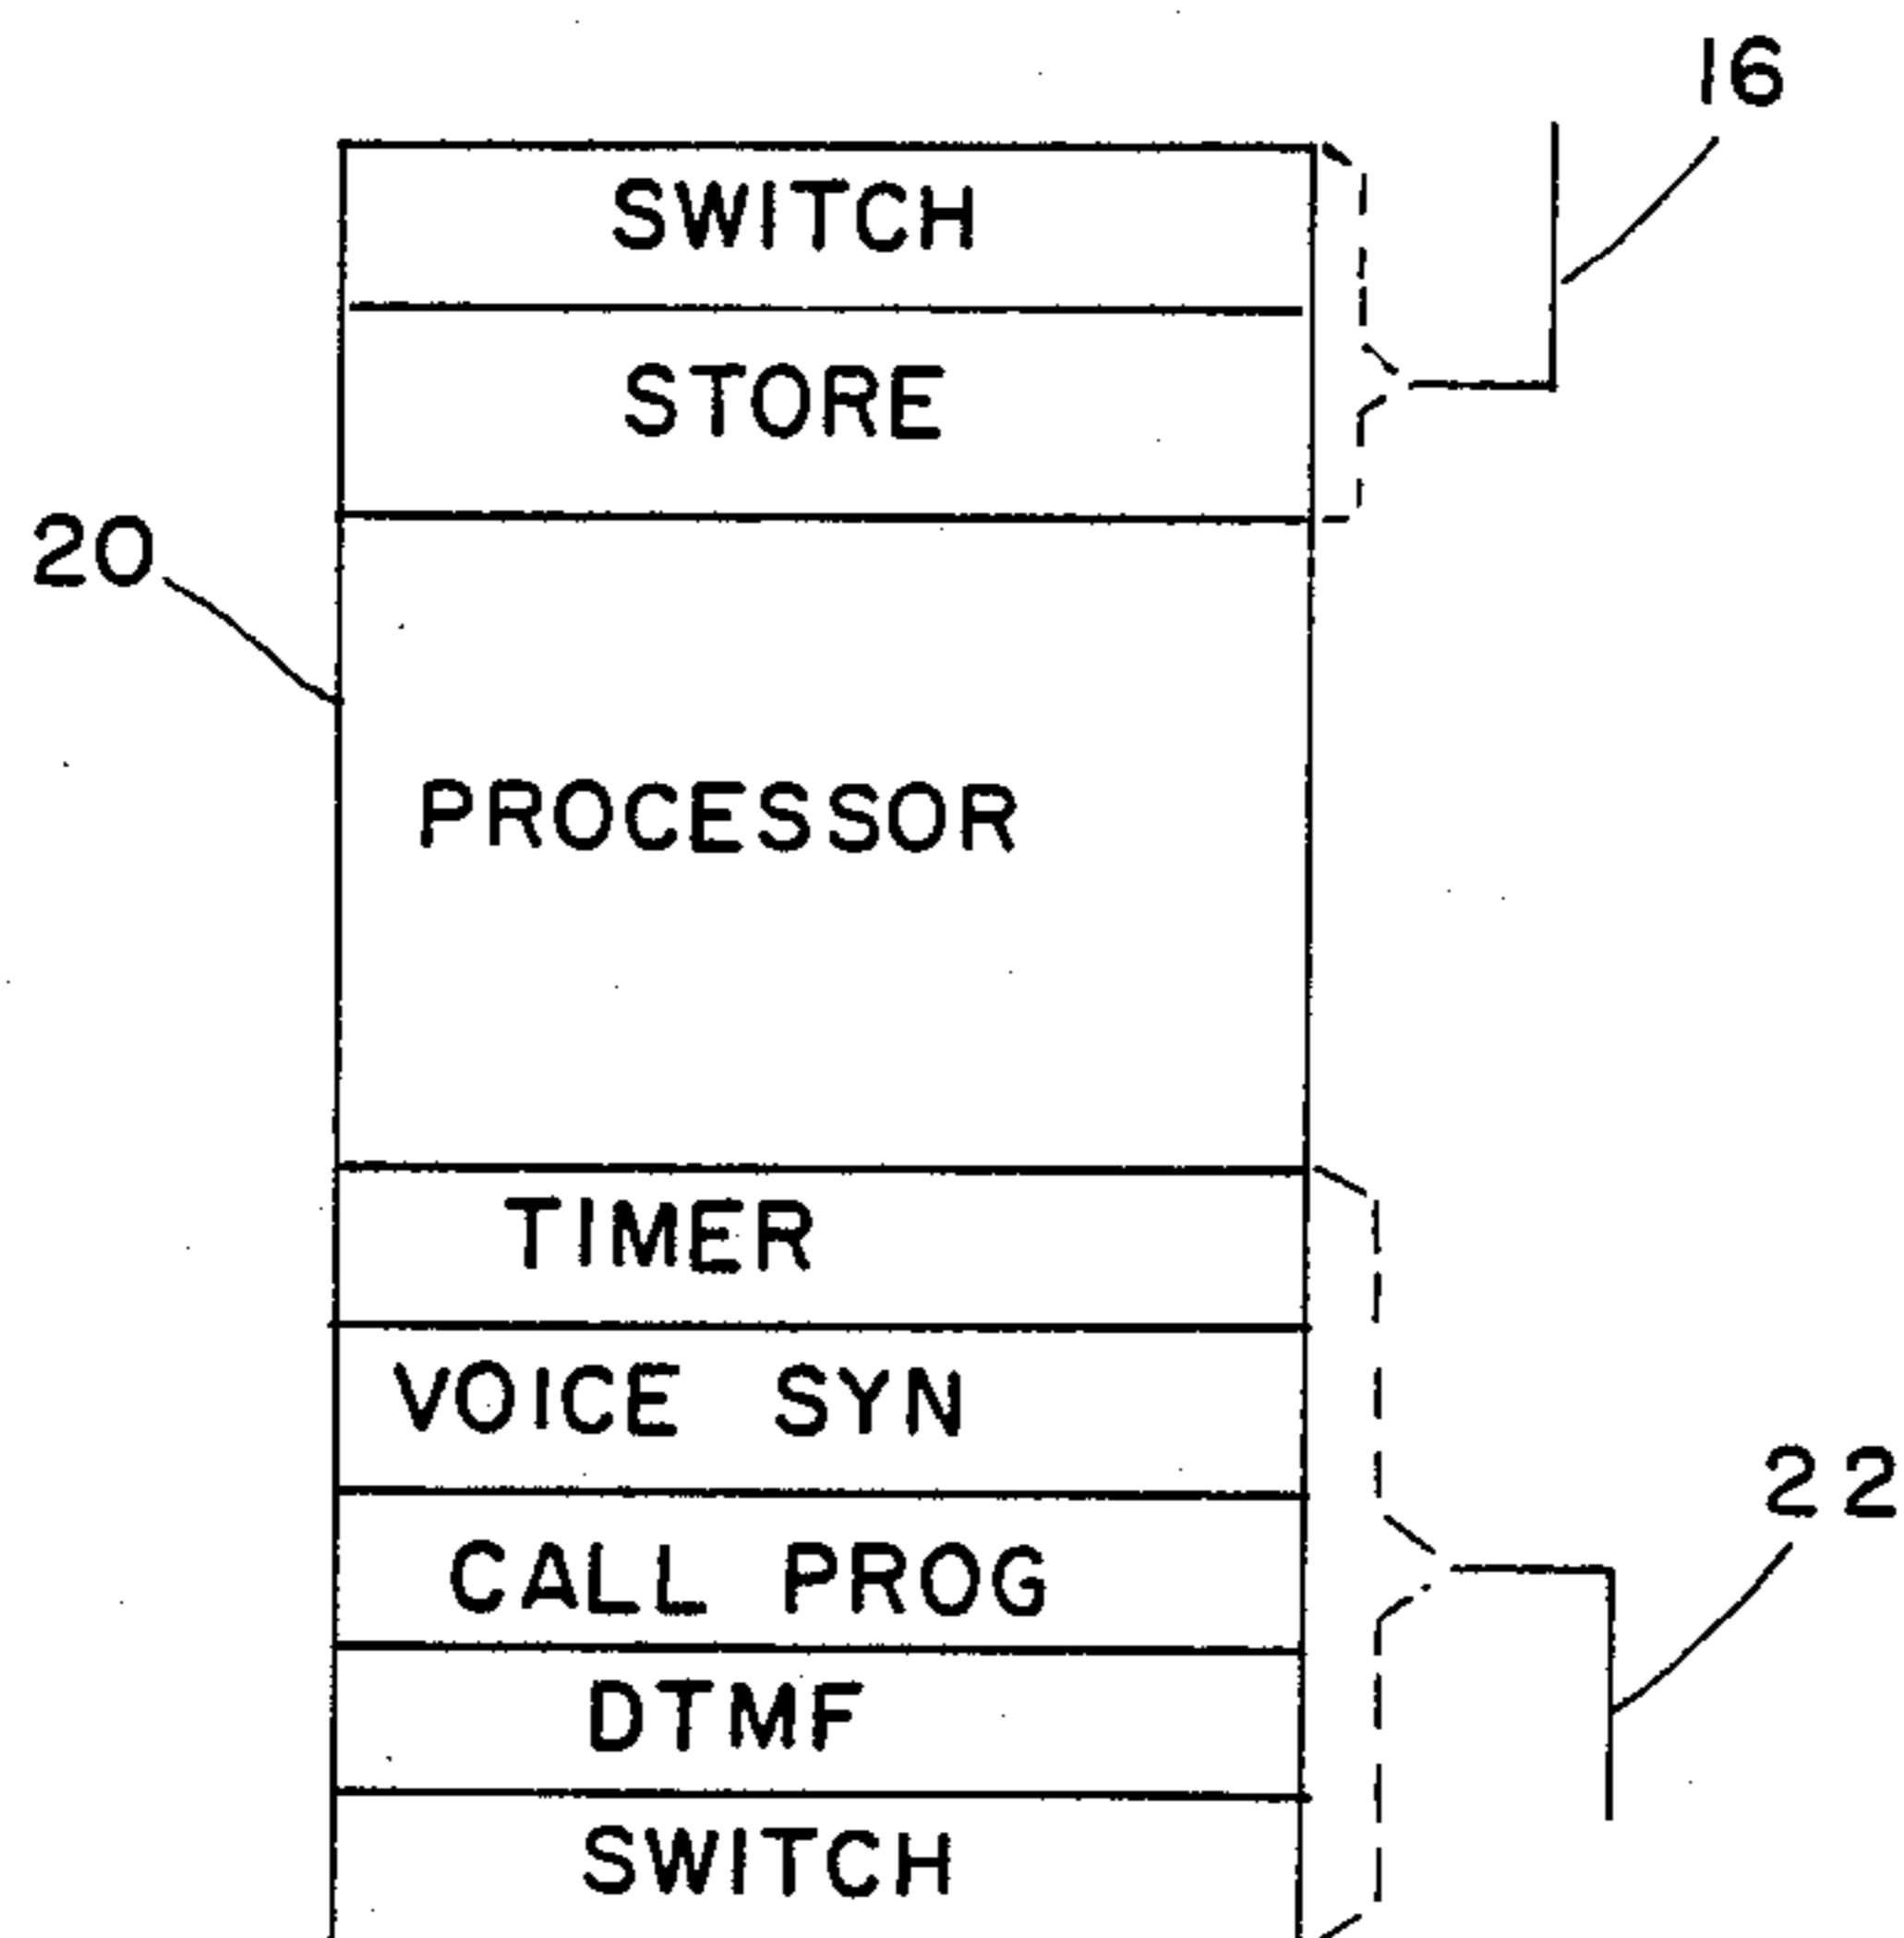 16
SWITCH
STORE
20
PROCESSOR
TIMER
VOICE SYN
22
CALL PROG
DTMF
SWITCH